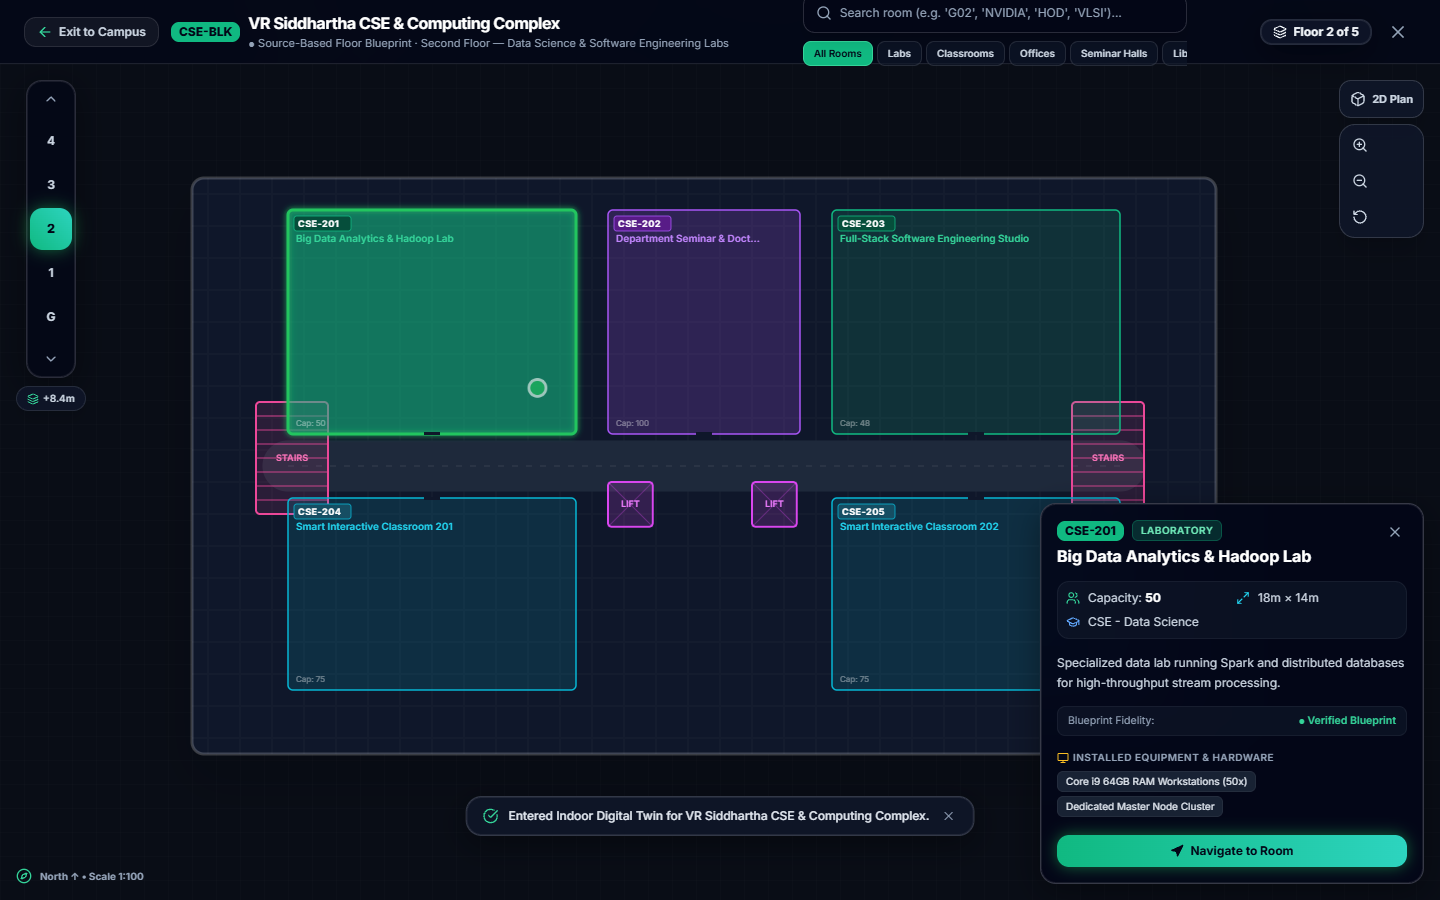 Exit to Campus
CSE-BLK
VR Siddhartha CSE & Computing Complex
● Source-Based Floor Blueprint · Second Floor — Data Science & Software Engineering Labs
Search room (e.g. 'G02', 'NVIDIA', 'HOD', 'VLSI')...
All Rooms
Labs
Classrooms
Offices
Seminar Halls
Lib
Floor 2 of 5
4
3
2
1
G
+8.4m
2D Plan
CSE-201
Big Data Analytics & Hadoop Lab
Cap: 50
CSE-202
Department Seminar & Doct...
Cap: 100
CSE-203
Full-Stack Software Engineering Studio
Cap: 48
STAIRS
STAIRS
LIFT
LIFT
CSE-204
Smart Interactive Classroom 201
Cap: 75
CSE-205
Smart Interactive Classroom 202
Cap: 75
CSE-201
LABORATORY
Big Data Analytics & Hadoop Lab
Capacity: 50
18m × 14m
CSE - Data Science
Specialized data lab running Spark and distributed databases
for high-throughput stream processing.
Blueprint Fidelity:
● Verified Blueprint
INSTALLED EQUIPMENT & HARDWARE
Core i9 64GB RAM Workstations (50x)
Dedicated Master Node Cluster
Navigate to Room
Entered Indoor Digital Twin for VR Siddhartha CSE & Computing Complex.
North ↑ • Scale 1:100